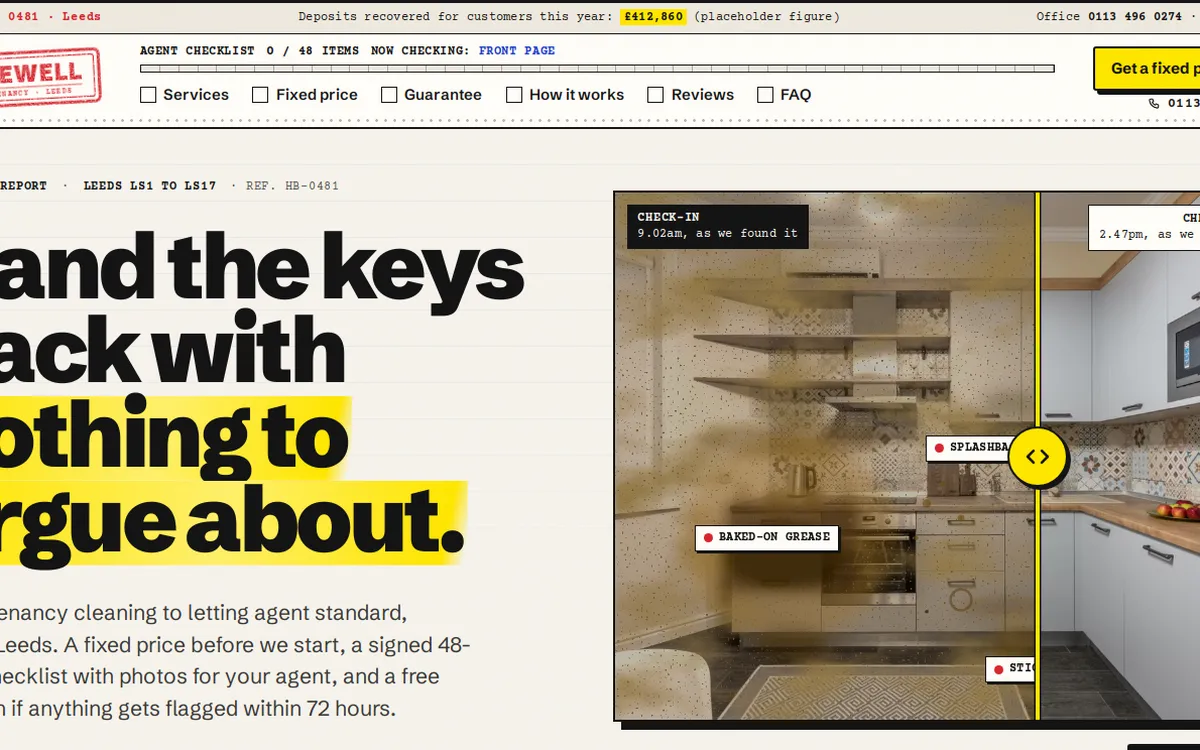 0481 · Leeds
Deposits recovered for customers this year: £412,860 (placeholder figure)
Office 0113 496 0274 ·
EWELL
NANCY · LEEDS
AGENT CHECKLIST 0 / 48 ITEMS NOW CHECKING: FRONT PAGE
Services Fixed price Guarantee How it works Reviews FAQ
Get a fixed p
0113
REPORT · LEEDS LS1 TO LS17 · REF. HB-0481
and the keys
ack with
othing to
rgue about.
enancy cleaning to letting agent standard,
Leeds. A fixed price before we start, a signed 48-
hecklist with photos for your agent, and a free
n if anything gets flagged within 72 hours.
CHECK-IN
9.02am, as we found it
CHE
2.47pm, as we
SPLASHBA
BAKED-ON GREASE
STIC